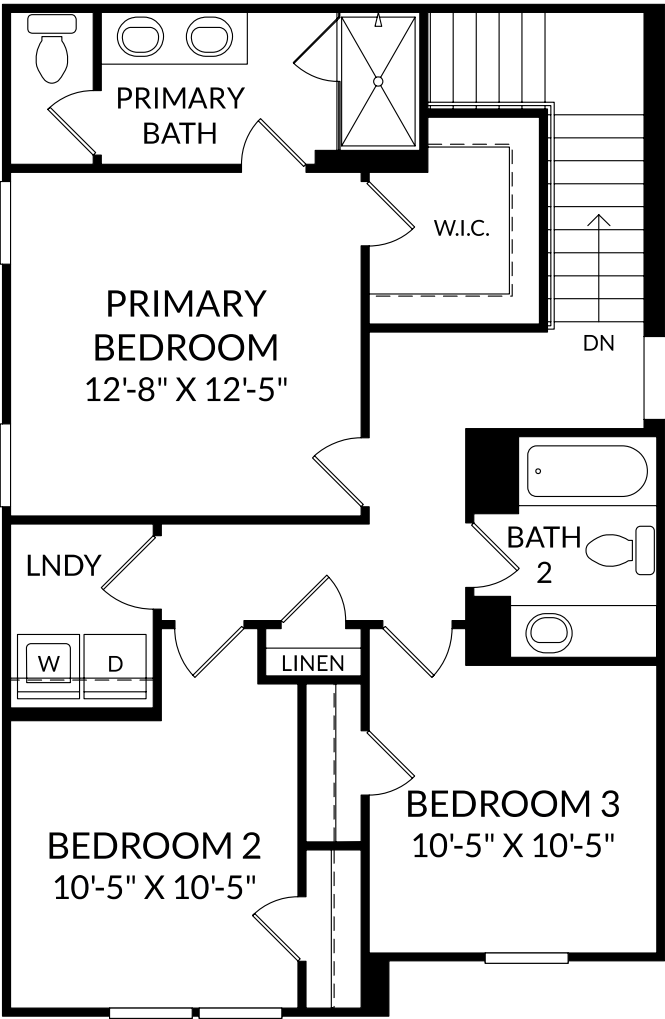 PRIMARY
BATH
W.I.C.
PRIMARY
BEDROOM
12'-8" X 12'-5"
DN
LNDY
BATH
2
W
D
LINEN
BEDROOM 3
10'-5" X 10'-5"
BEDROOM 2
10'-5" X 10'-5"